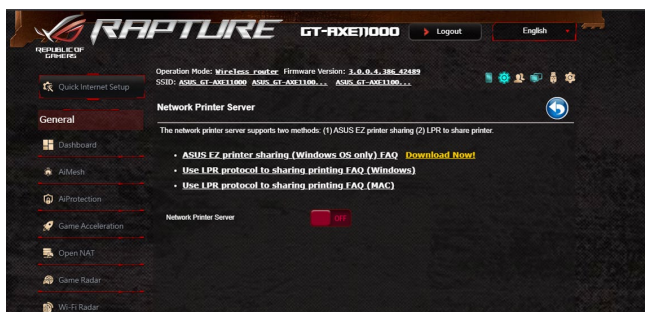 REPUBLIC OF
GAMERS
RAPTURE
GT-AXE11000
Logout
English
Operation Mode: Wireless router Firmware Version: 3.0.0.4.386_42489
SSID: ASUS_GT-AXE11000 ASUS_GT-AXE1100... ASUS_GT-AXE1100...
Quick Internet Setup
General
Dashboard
AiMesh
AiProtection
Game Acceleration
Open NAT
Game Radar
Wi-Fi Radar
Network Printer Server
The network printer server supports two methods: (1) ASUS EZ printer sharing (2) LPR to share printer.
• ASUS EZ printer sharing (Windows OS only) FAQ Download Now!
• Use LPR protocol to sharing printing FAQ (Windows)
• Use LPR protocol to sharing printing FAQ (MAC)
Network Printer Server OFF